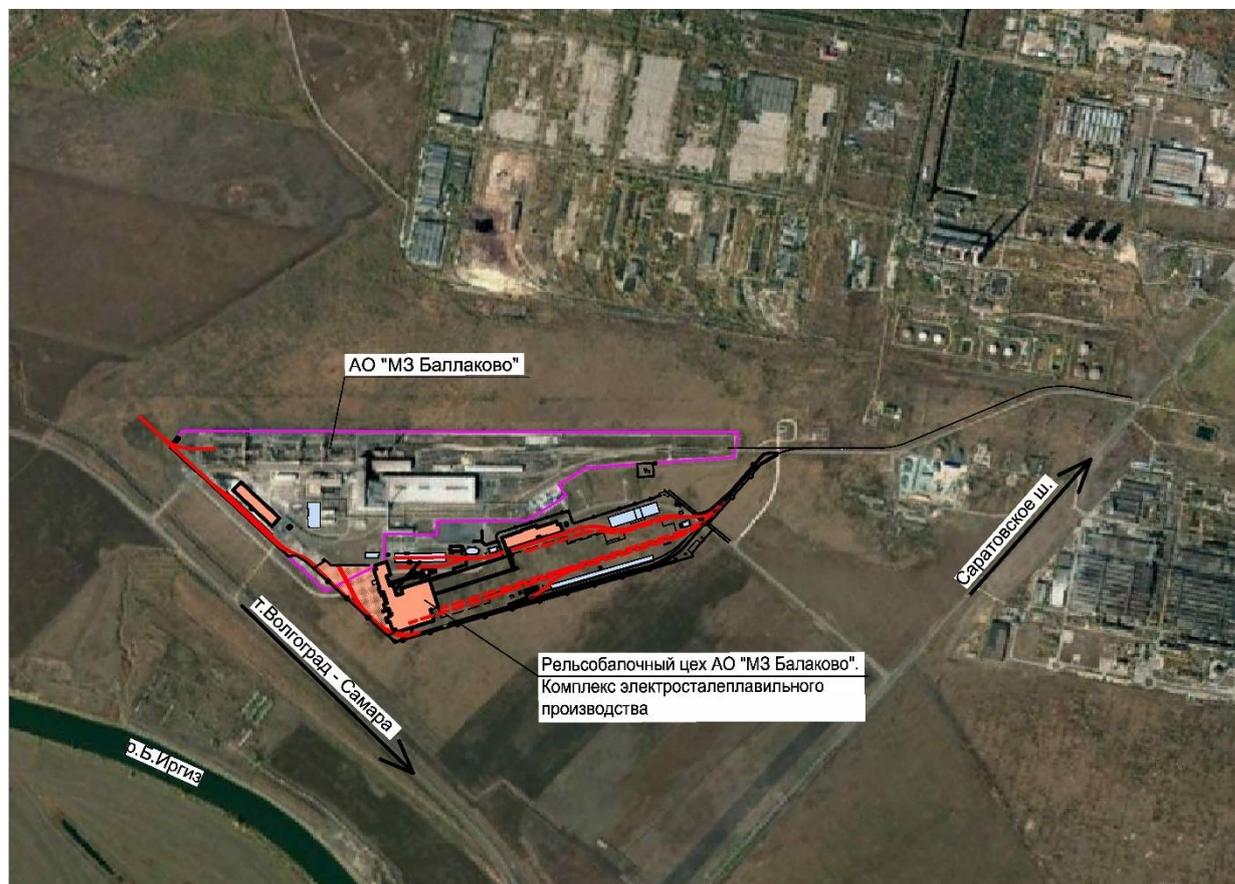 АО "МЗ Баллаково"
Саратовское ш.
т.Волгоград - Самара
Рельсобалочный цех АО "МЗ Балаково".
Комплекс электросталеплавильного
производства
р.Б.Иргиз